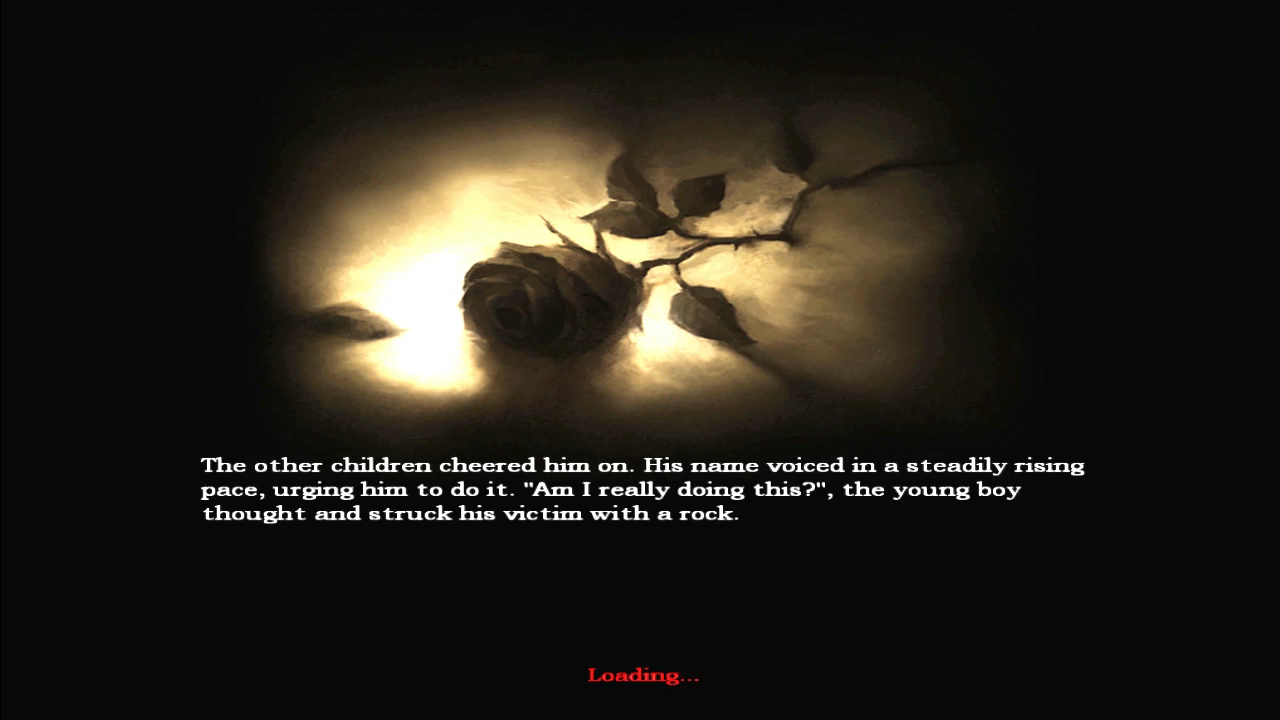 The other children cheered him on. His name voiced in a steadily rising
pace, urging him to do it. "Am I really doing this?", the young boy
thought and struck his victim with a rock.
Loading...